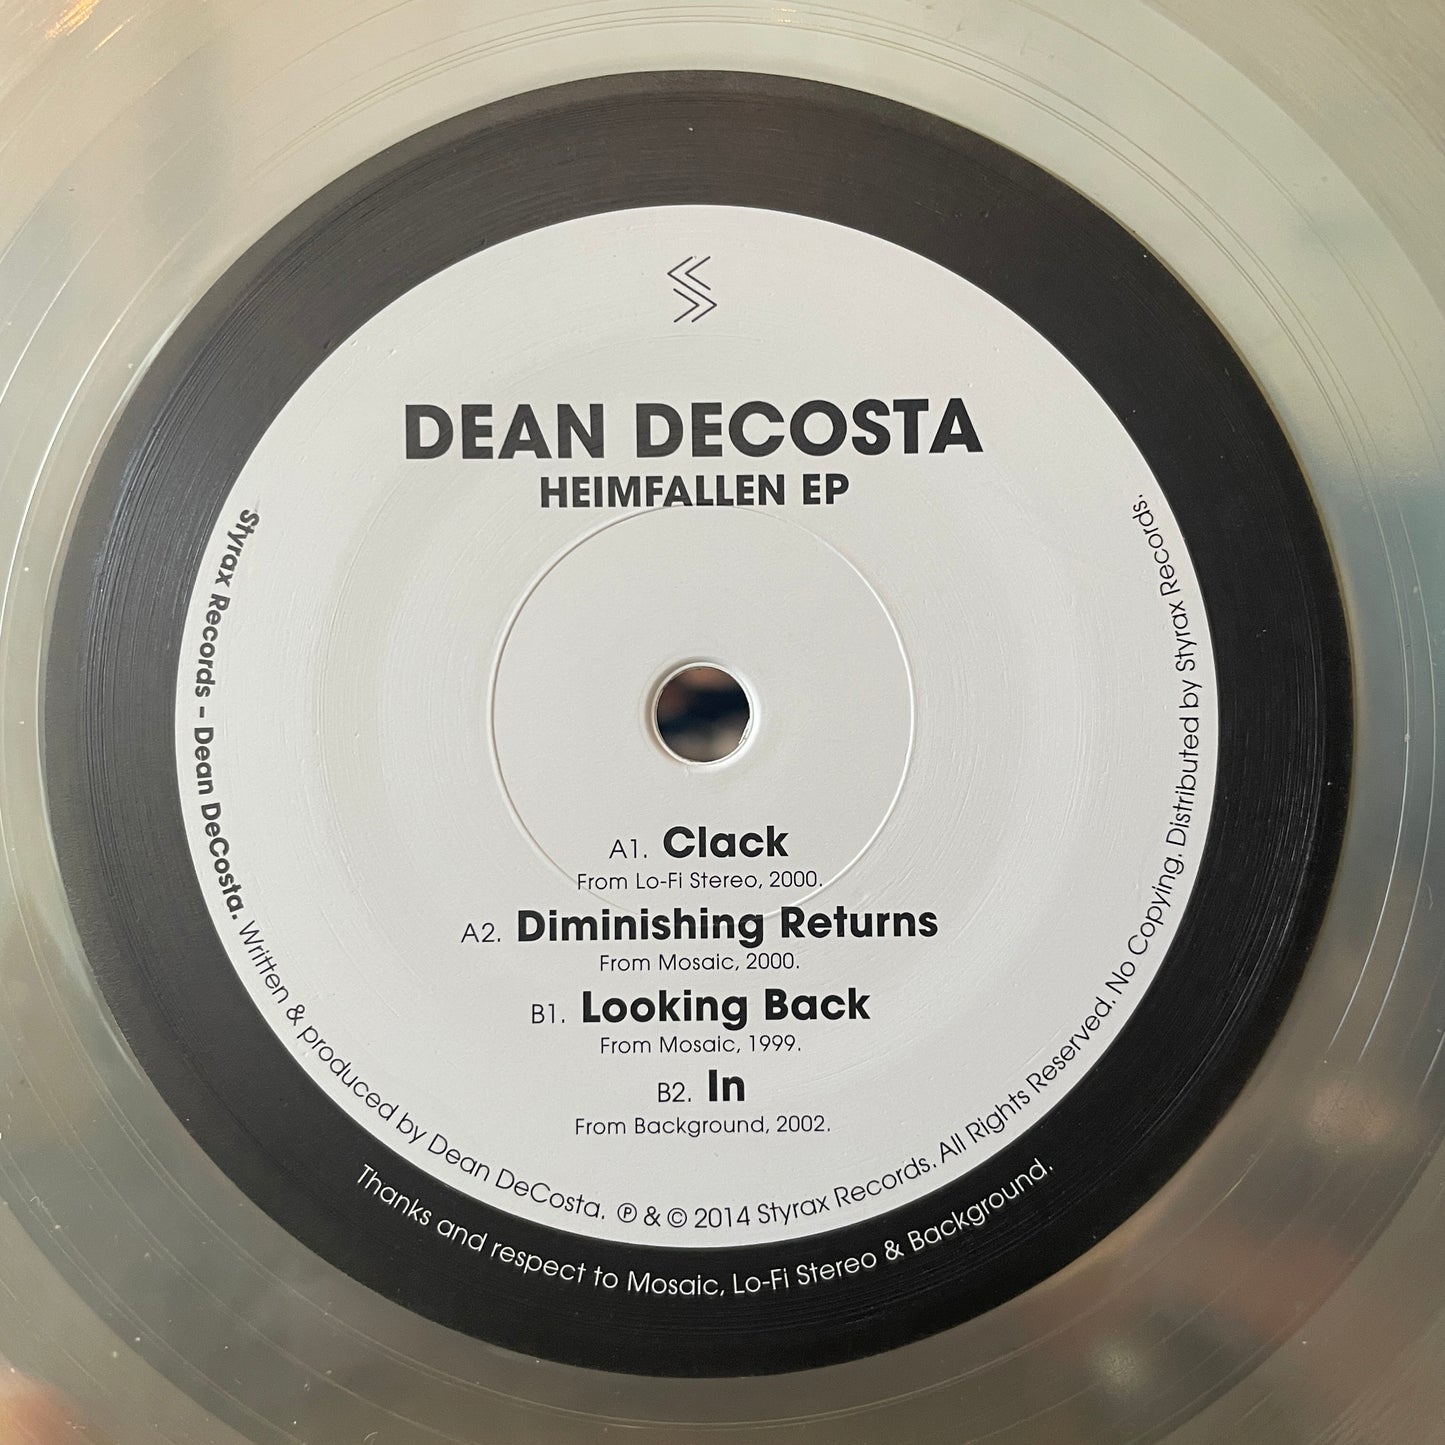 DEAN DECOSTA
HEIMFALLEN EP
A1. Clack
From Lo-Fi Stereo, 2000.
A2. Diminishing Returns
From Mosaic, 2000.
B1. Looking Back
From Mosaic, 1999.
B2. In
From Background, 2002.
Styrax Records – Dean DeCosta. Written & produced by Dean DeCosta. ℗ & © 2014 Styrax Records. All Rights Reserved. No Copying. Distributed by Styrax Records.
Thanks and respect to Mosaic, Lo-Fi Stereo & Background.